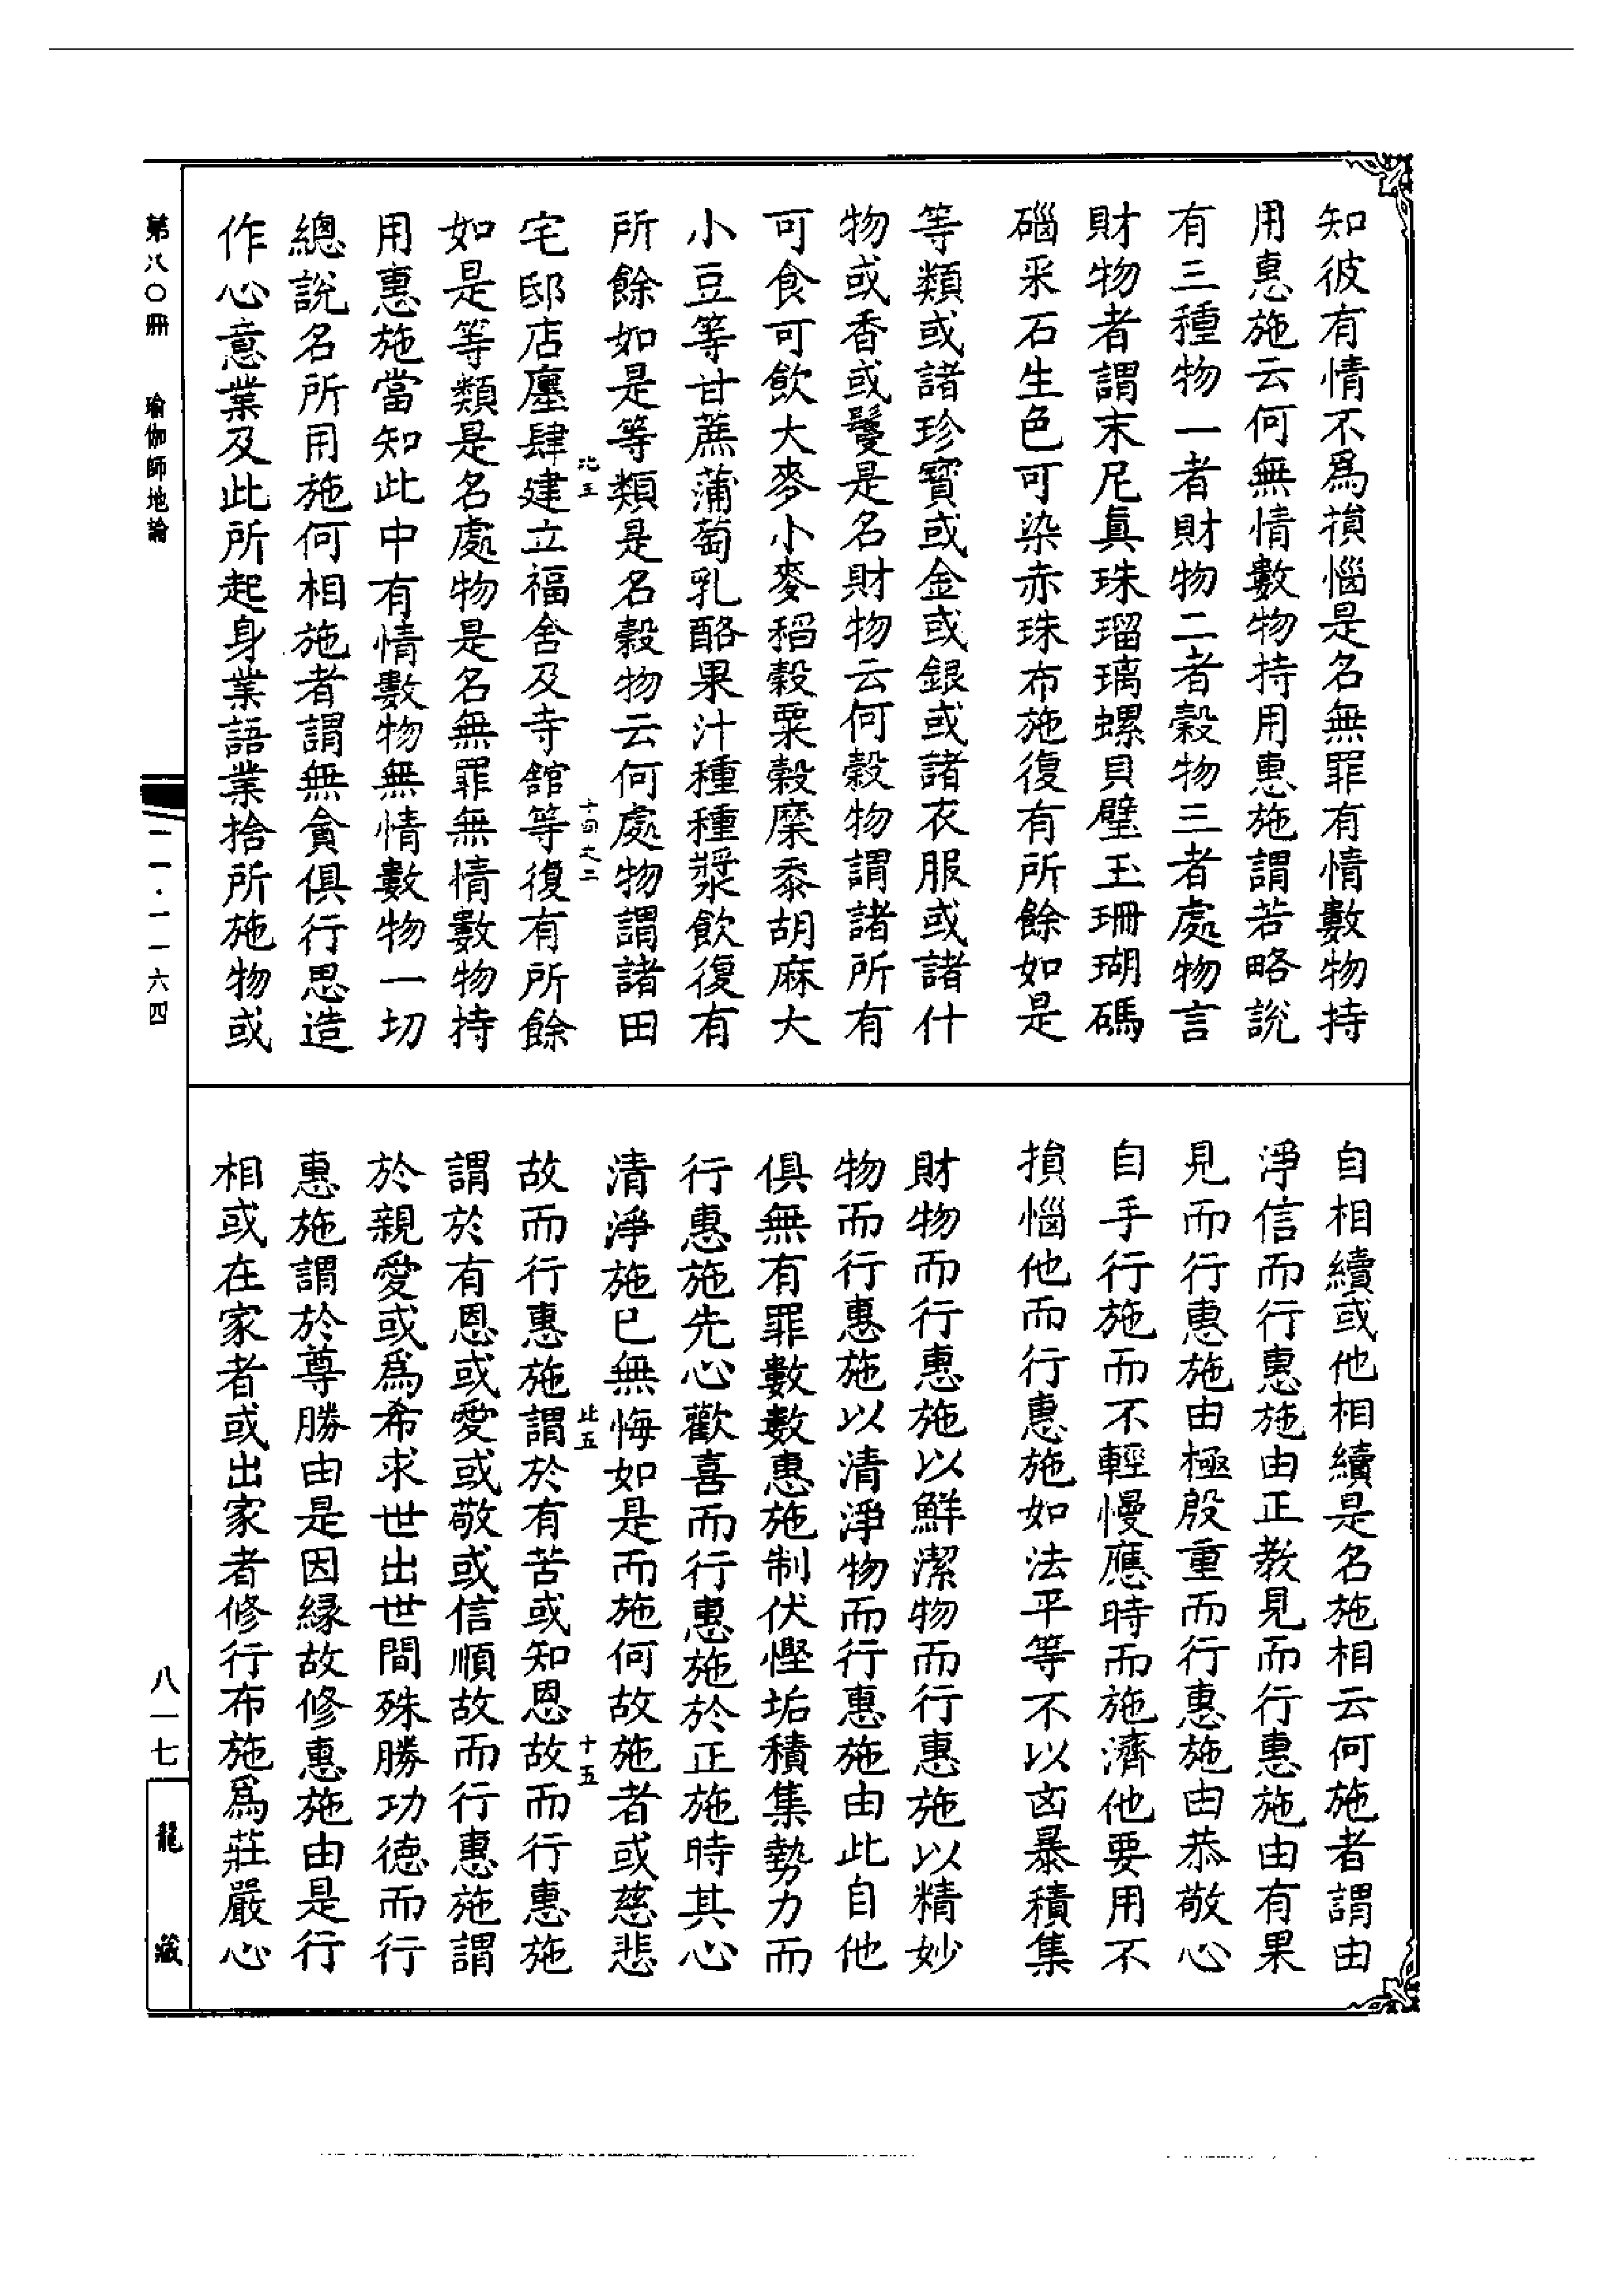 知彼有情不爲損惱是名無罪有情數物持
用惠施云何無情數物持用惠施謂若略說
有三種物一者財物二者穀物三者處物言
財物者謂末尼眞珠瑠璃螺貝璧玉珊瑚碼
碯釆石生色可染赤珠布施復有所餘如是
等類或諸珍寶或金或銀或諸衣服或諸什
物或香或鬘是名財物云何穀物謂諸所有
可食可飲大麥小麥稻穀粟穀穈黍胡麻大
小豆等甘蔗蒲萄乳酪果汁種種漿飲復有
所餘如是等類是名穀物云何處物謂諸田
宅邸店廛肆建立福舍及寺館等復有所餘
如是等類是名處物是名無罪無情數物持
用惠施當知此中有情數物無情數物一切
總說名所用施何相施者謂無貪俱行思造
作心意業及此所起身業語業捨所施物或
自相續或他相續是名施相云何施者謂由
淨信而行惠施由正教見而行惠施由有果
見而行惠施由極殷重而行惠施由恭敬心
自手行施而不輕慢應時而施濟他要用不
損惱他而行惠施如法平等不以凶暴積集
財物而行惠施以鮮潔物而行惠施以精妙
物而行惠施以清淨物而行惠施由此自他
俱無有罪數數惠施制伏慳垢積集勢力而
行惠施先心歡喜而行惠施於正施時其心
清淨施已無悔如是而施何故施者或慈悲
止五 十五
故而行惠施謂於有苦或知恩故而行惠施
謂於有恩或愛或敬或信順故而行惠施謂
於親愛或爲希求世出世間殊勝功德而行
惠施謂於尊勝由是因緣故修惠施由是行
相或在家者或出家者修行布施爲莊嚴心
第八〇冊 瑜伽師地論
一一·一一六四
八一七
龍藏